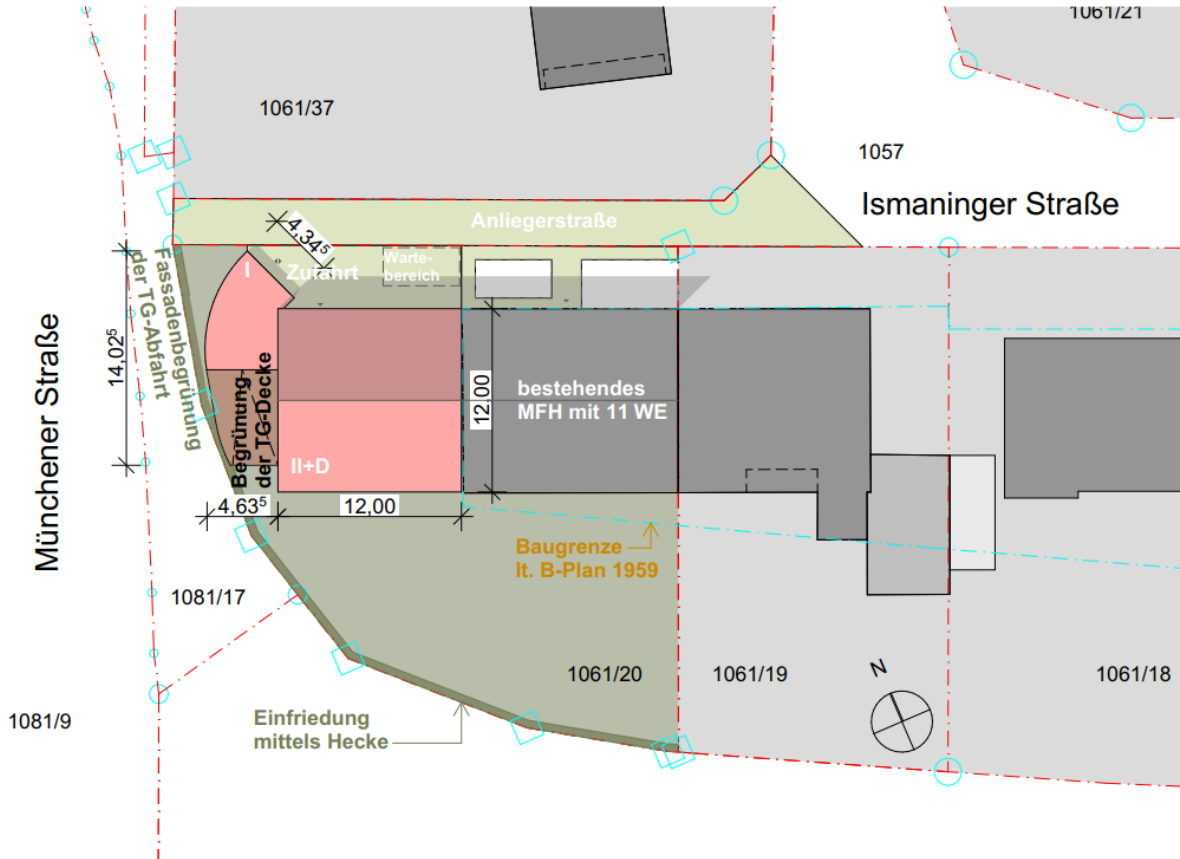 1061/21
1061/37
1057
Ismaninger Straße
Anliegerstraße
4,34⁵
I
Zufahrt
Warte-
bereich
Fassadenbegrünung
der TG-Abfahrt
14,02⁵
Münchener Straße
Begrünung
der TG-Decke
12,00
bestehendes
MFH mit 11 WE
II+D
4,63⁵
12,00
Baugrenze
lt. B-Plan 1959
1081/17
1061/20
1061/19
N
1061/18
1081/9
Einfriedung
mittels Hecke